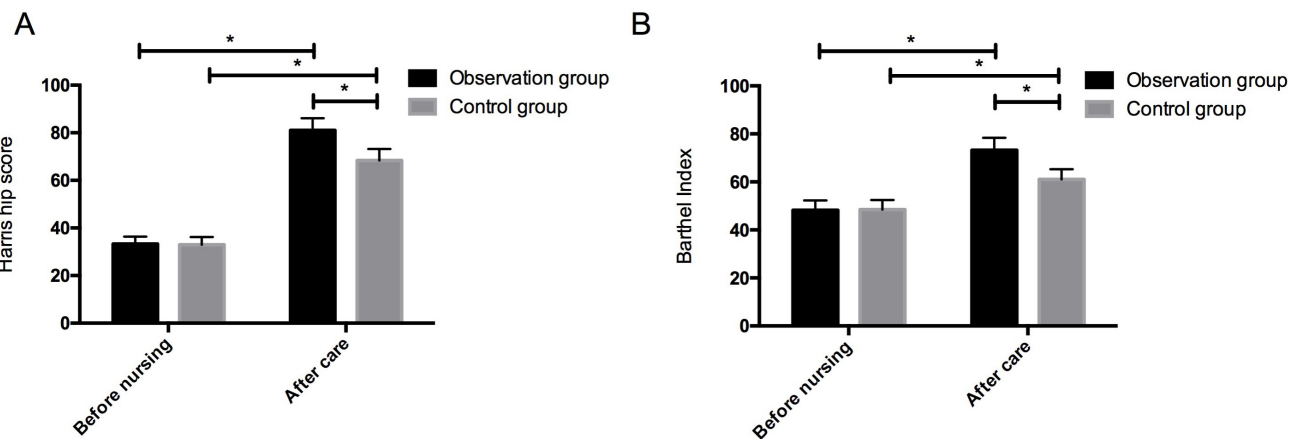 A
*
*
*
Observation group
Control group
Harris hip score
100
80
60
40
20
0
Before nursing
After care
B
*
*
*
Observation group
Control group
Barthel Index
100
80
60
40
20
0
Before nursing
After care